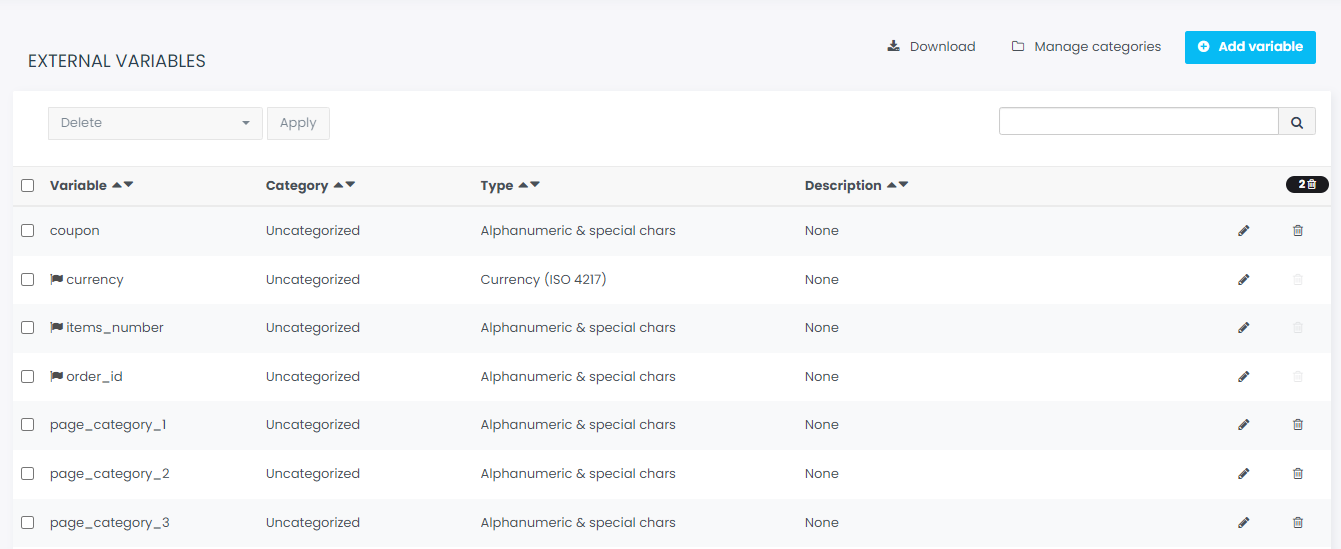 Download Manage categories Add variable
EXTERNAL VARIABLES
Delete Apply
Variable Category Type Description 2
coupon Uncategorized Alphanumeric & special chars None
currency Uncategorized Currency (ISO 4217) None
items_number Uncategorized Alphanumeric & special chars None
order_id Uncategorized Alphanumeric & special chars None
page_category_1 Uncategorized Alphanumeric & special chars None
page_category_2 Uncategorized Alphanumeric & special chars None
page_category_3 Uncategorized Alphanumeric & special chars None